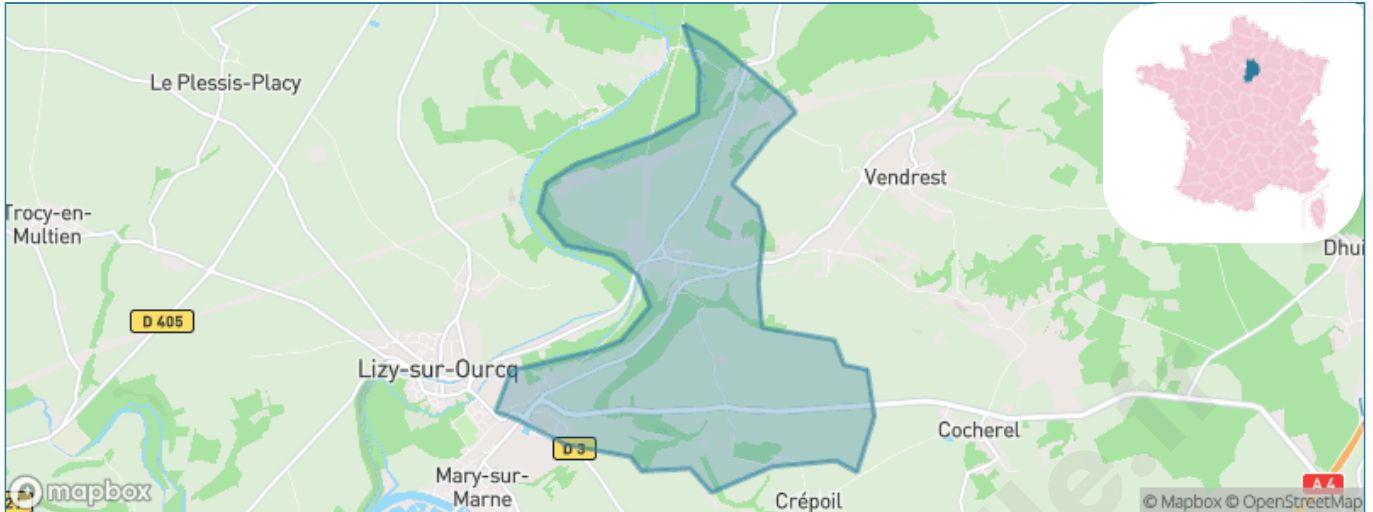 Le Plessis-Placy
Vendrest
Trocy-en-
Multien
Dhui
D 405
Lizy-sur-Ourcq
Cocherel
D 3
Mary-sur-
Marne
Crépoil
A 4
mapbox
© Mapbox © OpenStreetMap